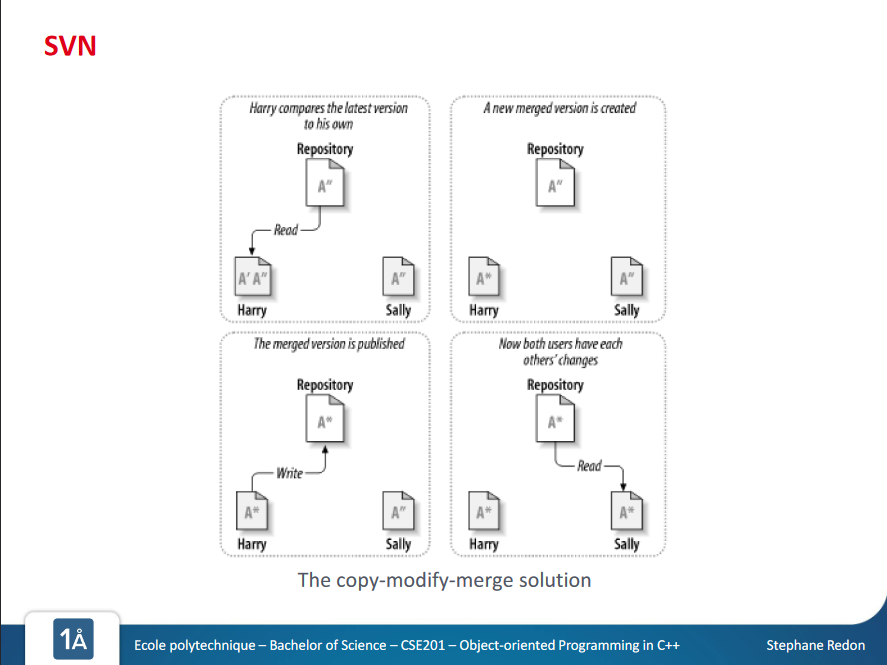 SVN
Harry compares the latest version
to his own
Repository
A″
Read
A′ A″
A″
Harry
Sally
A new merged version is created
Repository
A″
A*
A″
Harry
Sally
The merged version is published
Repository
A*
Write
A*
A″
Harry
Sally
Now both users have each
others' changes
Repository
A*
Read
A*
A*
Harry
Sally
The copy-modify-merge solution
1Å
Ecole polytechnique – Bachelor of Science – CSE201 – Object-oriented Programming in C++
Stephane Redon